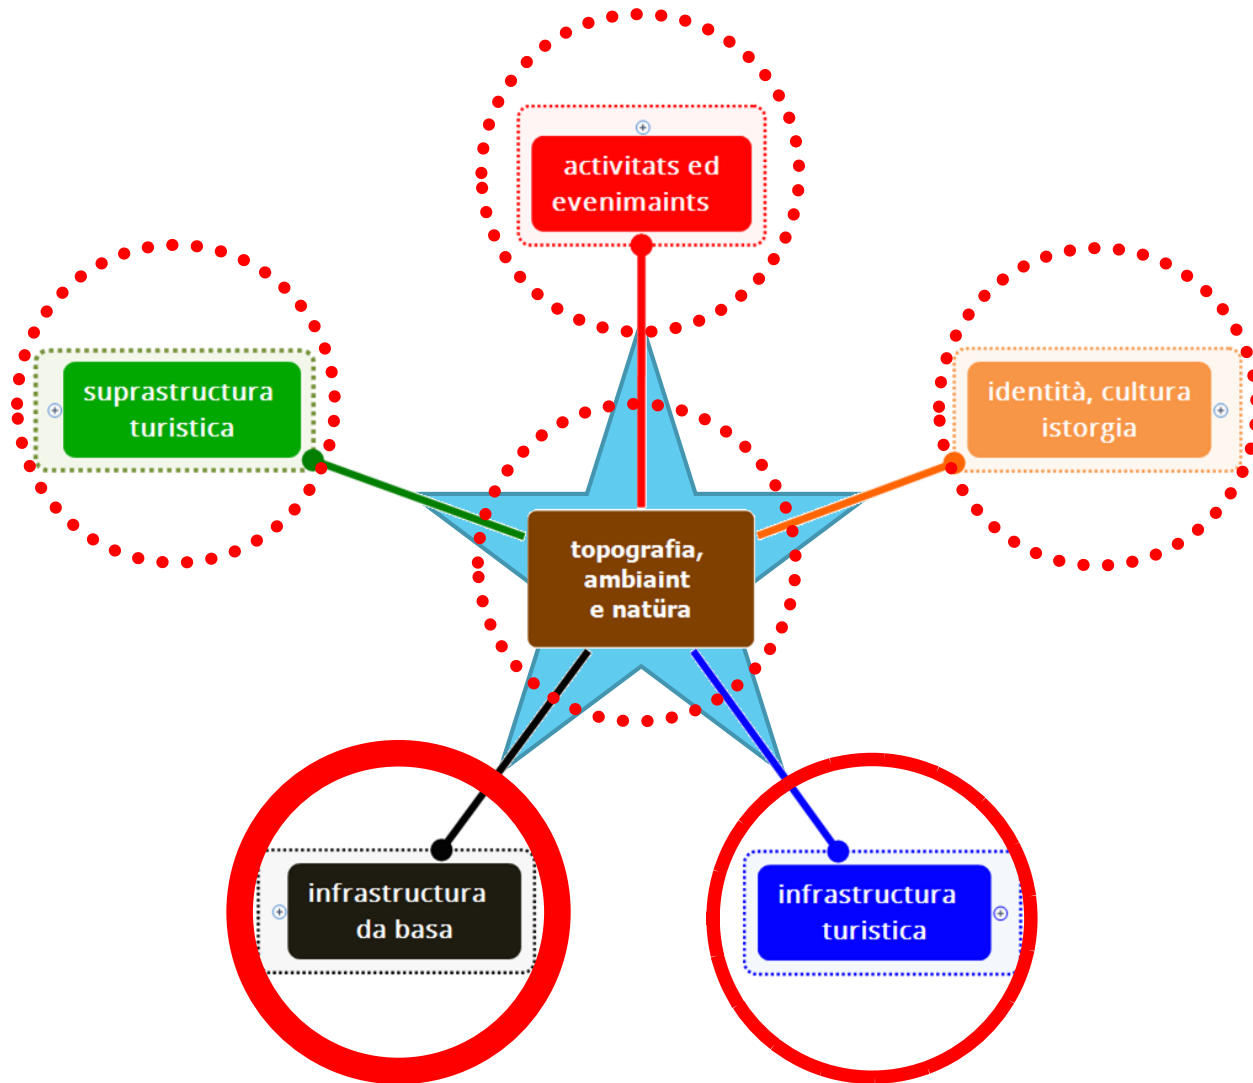 activitats ed
evenimaints
suprastructura
turistica
identità, cultura
istorgia
topografia,
ambiaint
e natüra
infrastructura
da basa
infrastructura
turistica